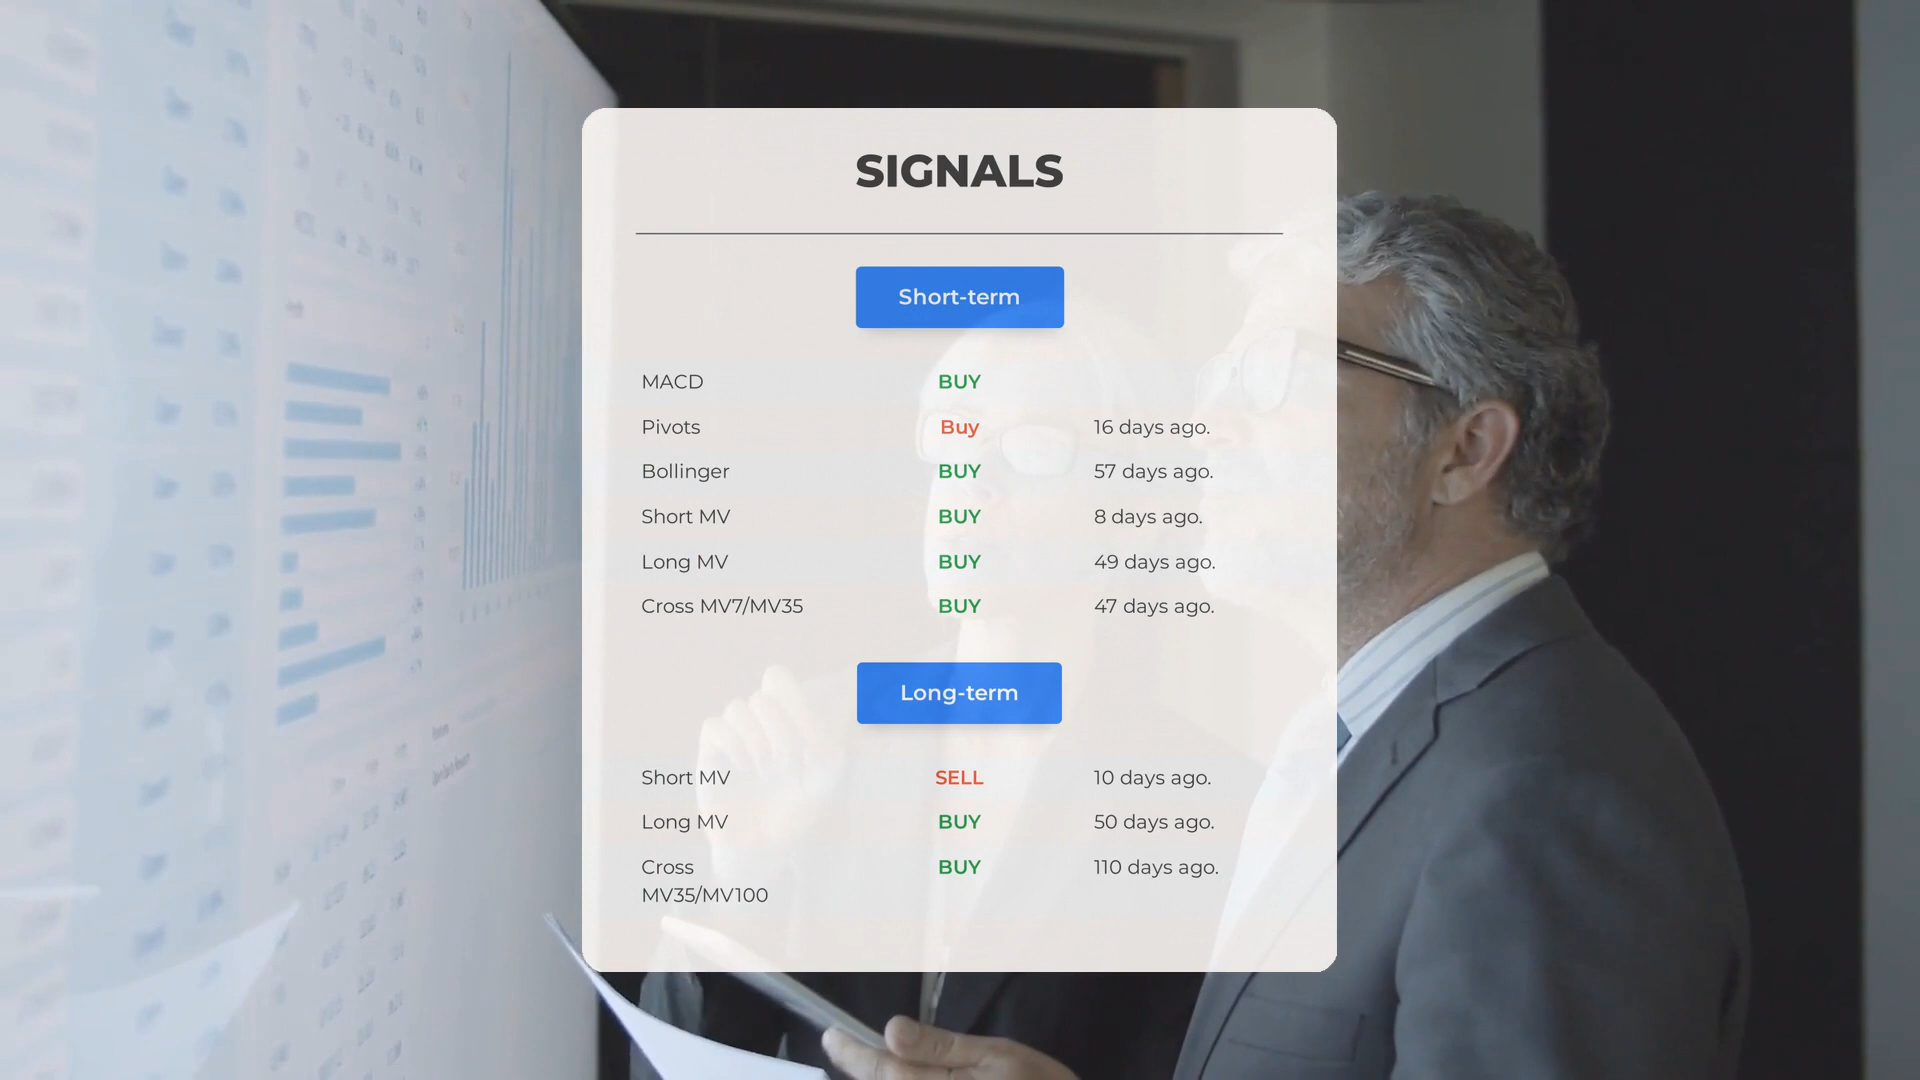 SIGNALS
Short-term
MACD BUY
Pivots Buy 16 days ago.
Bollinger BUY 57 days ago.
Short MV BUY 8 days ago.
Long MV BUY 49 days ago.
Cross MV7/MV35 BUY 47 days ago.
Long-term
Short MV SELL 10 days ago.
Long MV BUY 50 days ago.
Cross BUY 110 days ago.
MV35/MV100